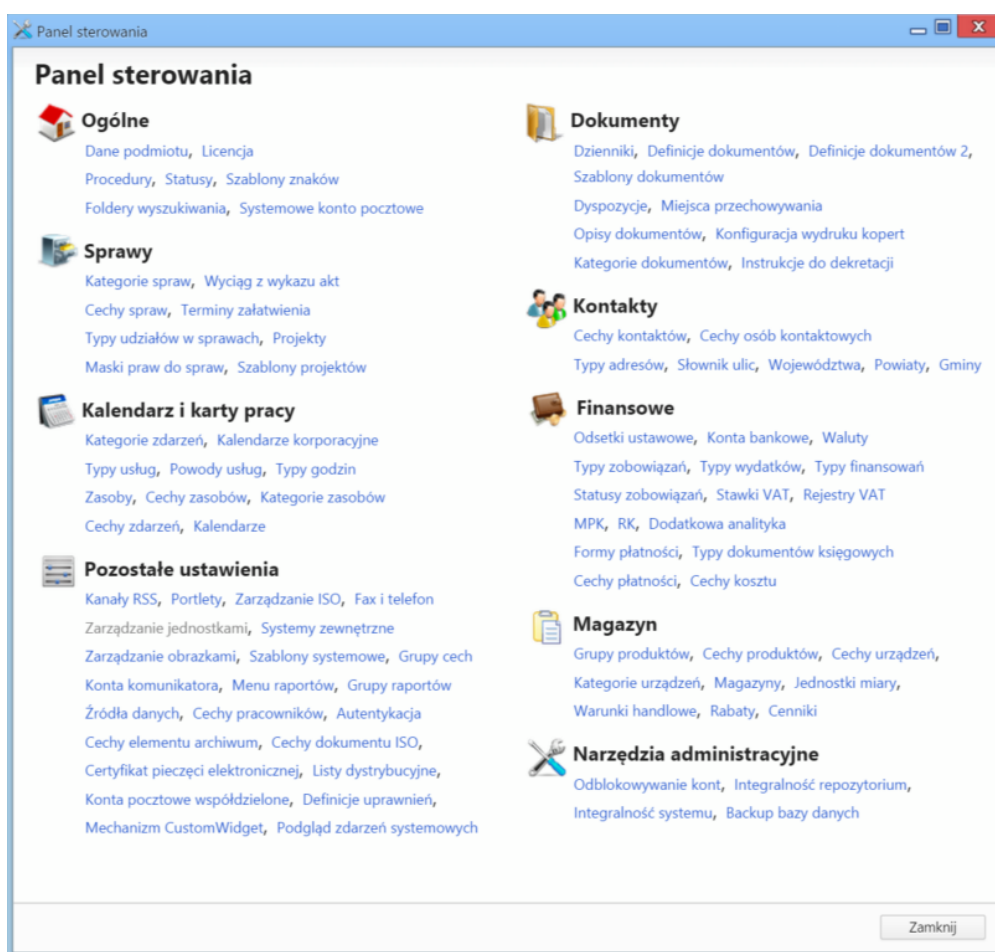 Panel sterowania
Panel sterowania
Ogólne
Dane podmiotu, Licencja
Procedury, Statusy, Szablony znaków
Foldery wyszukiwania, Systemowe konto pocztowe
Sprawy
Kategorie spraw, Wyciąg z wykazu akt
Cechy spraw, Terminy załatwienia
Typy udziałów w sprawach, Projekty
Maski praw do spraw, Szablony projektów
Kalendarz i karty pracy
Kategorie zdarzeń, Kalendarze korporacyjne
Typy usług, Powody usług, Typy godzin
Zasoby, Cechy zasobów, Kategorie zasobów
Cechy zdarzeń, Kalendarze
Pozostałe ustawienia
Kanały RSS, Portlety, Zarządzanie ISO, Fax i telefon
Zarządzanie jednostkami, Systemy zewnętrzne
Zarządzanie obrazkami, Szablony systemowe, Grupy cech
Konta komunikatora, Menu raportów, Grupy raportów
Źródła danych, Cechy pracowników, Autentykacja
Cechy elementu archiwum, Cechy dokumentu ISO,
Certyfikat pieczęci elektronicznej, Listy dystrybucyjne,
Konta pocztowe współdzielone, Definicje uprawnień,
Mechanizm CustomWidget, Podgląd zdarzeń systemowych
Dokumenty
Dzienniki, Definicje dokumentów, Definicje dokumentów 2,
Szablony dokumentów
Dyspozycje, Miejsca przechowywania
Opisy dokumentów, Konfiguracja wydruku kopert
Kategorie dokumentów, Instrukcje do dekretacji
Kontakty
Cechy kontaktów, Cechy osób kontaktowych
Typy adresów, Słownik ulic, Województwa, Powiaty, Gminy
Finansowe
Odsetki ustawowe, Konta bankowe, Waluty
Typy zobowiązań, Typy wydatków, Typy finansowań
Statusy zobowiązań, Stawki VAT, Rejestry VAT
MPK, RK, Dodatkowa analityka
Formy płatności, Typy dokumentów księgowych
Cechy płatności, Cechy kosztu
Magazyn
Grupy produktów, Cechy produktów, Cechy urządzeń,
Kategorie urządzeń, Magazyny, Jednostki miary,
Warunki handlowe, Rabaty, Cenniki
Narzędzia administracyjne
Odblokowywanie kont, Integralność repozytorium,
Integralność systemu, Backup bazy danych
Zamknij